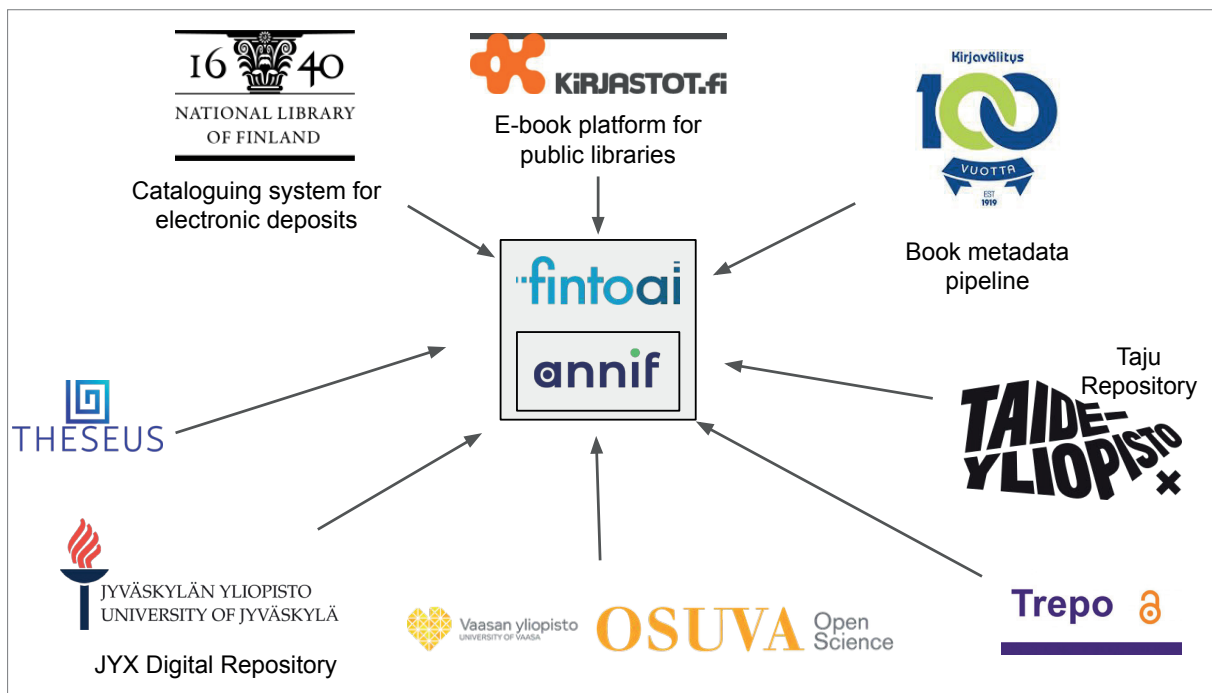 16 40
NATIONAL LIBRARY
OF FINLAND
Cataloguing system for
electronic deposits
KiRJASTOT.fi
E-book platform for
public libraries
Kirjavälitys
100
VUOTTA
EST
1919
Book metadata
pipeline
fintoai
annif
THESEUS
Taju
Repository
TAIDE-
YLIOPISTO
JYVÄSKYLÄN YLIOPISTO
UNIVERSITY OF JYVÄSKYLÄ
JYX Digital Repository
Vaasan yliopisto
UNIVERSITY OF VAASA
OSUVA Open
Science
Trepo